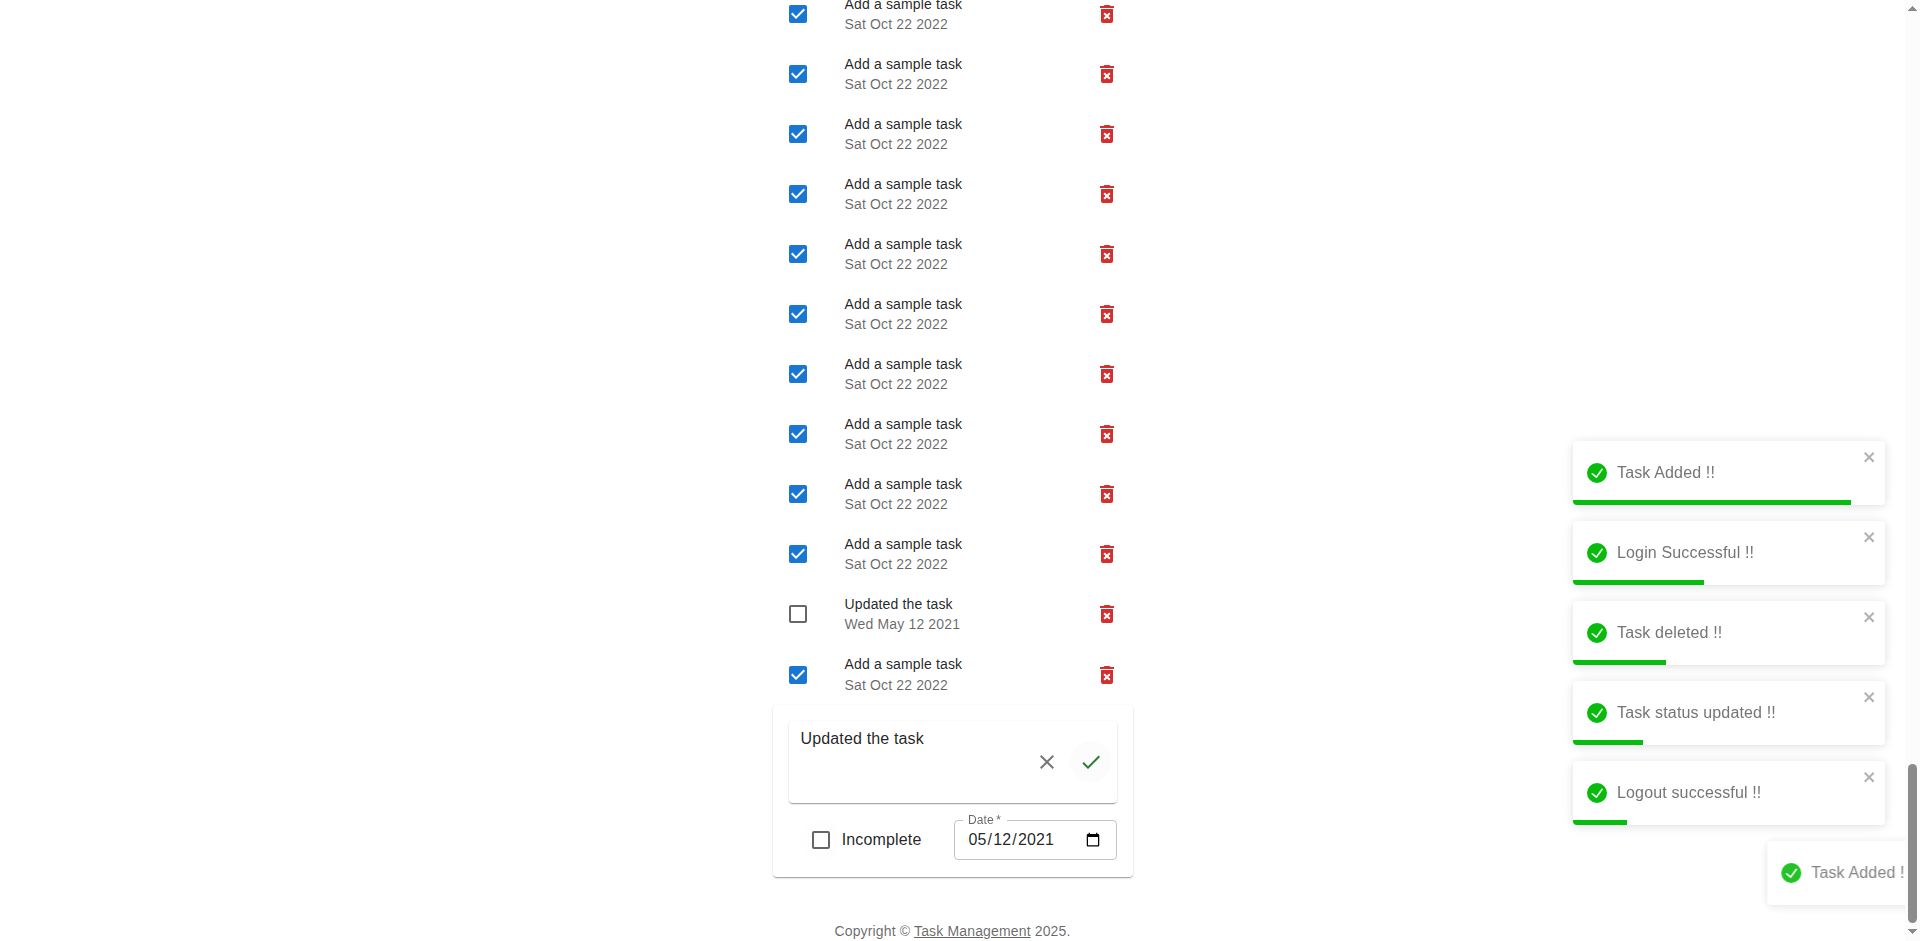 Add a sample task
Sat Oct 22 2022
Add a sample task
Sat Oct 22 2022
Add a sample task
Sat Oct 22 2022
Add a sample task
Sat Oct 22 2022
Add a sample task
Sat Oct 22 2022
Add a sample task
Sat Oct 22 2022
Add a sample task
Sat Oct 22 2022
Add a sample task
Sat Oct 22 2022
Add a sample task
Sat Oct 22 2022
Add a sample task
Sat Oct 22 2022
Updated the task
Wed May 12 2021
Add a sample task
Sat Oct 22 2022
Updated the task
Incomplete
Date *
05/12/2021
Copyright © Task Management 2025.
Task Added !!
Login Successful !!
Task deleted !!
Task status updated !!
Logout successful !!
Task Added !